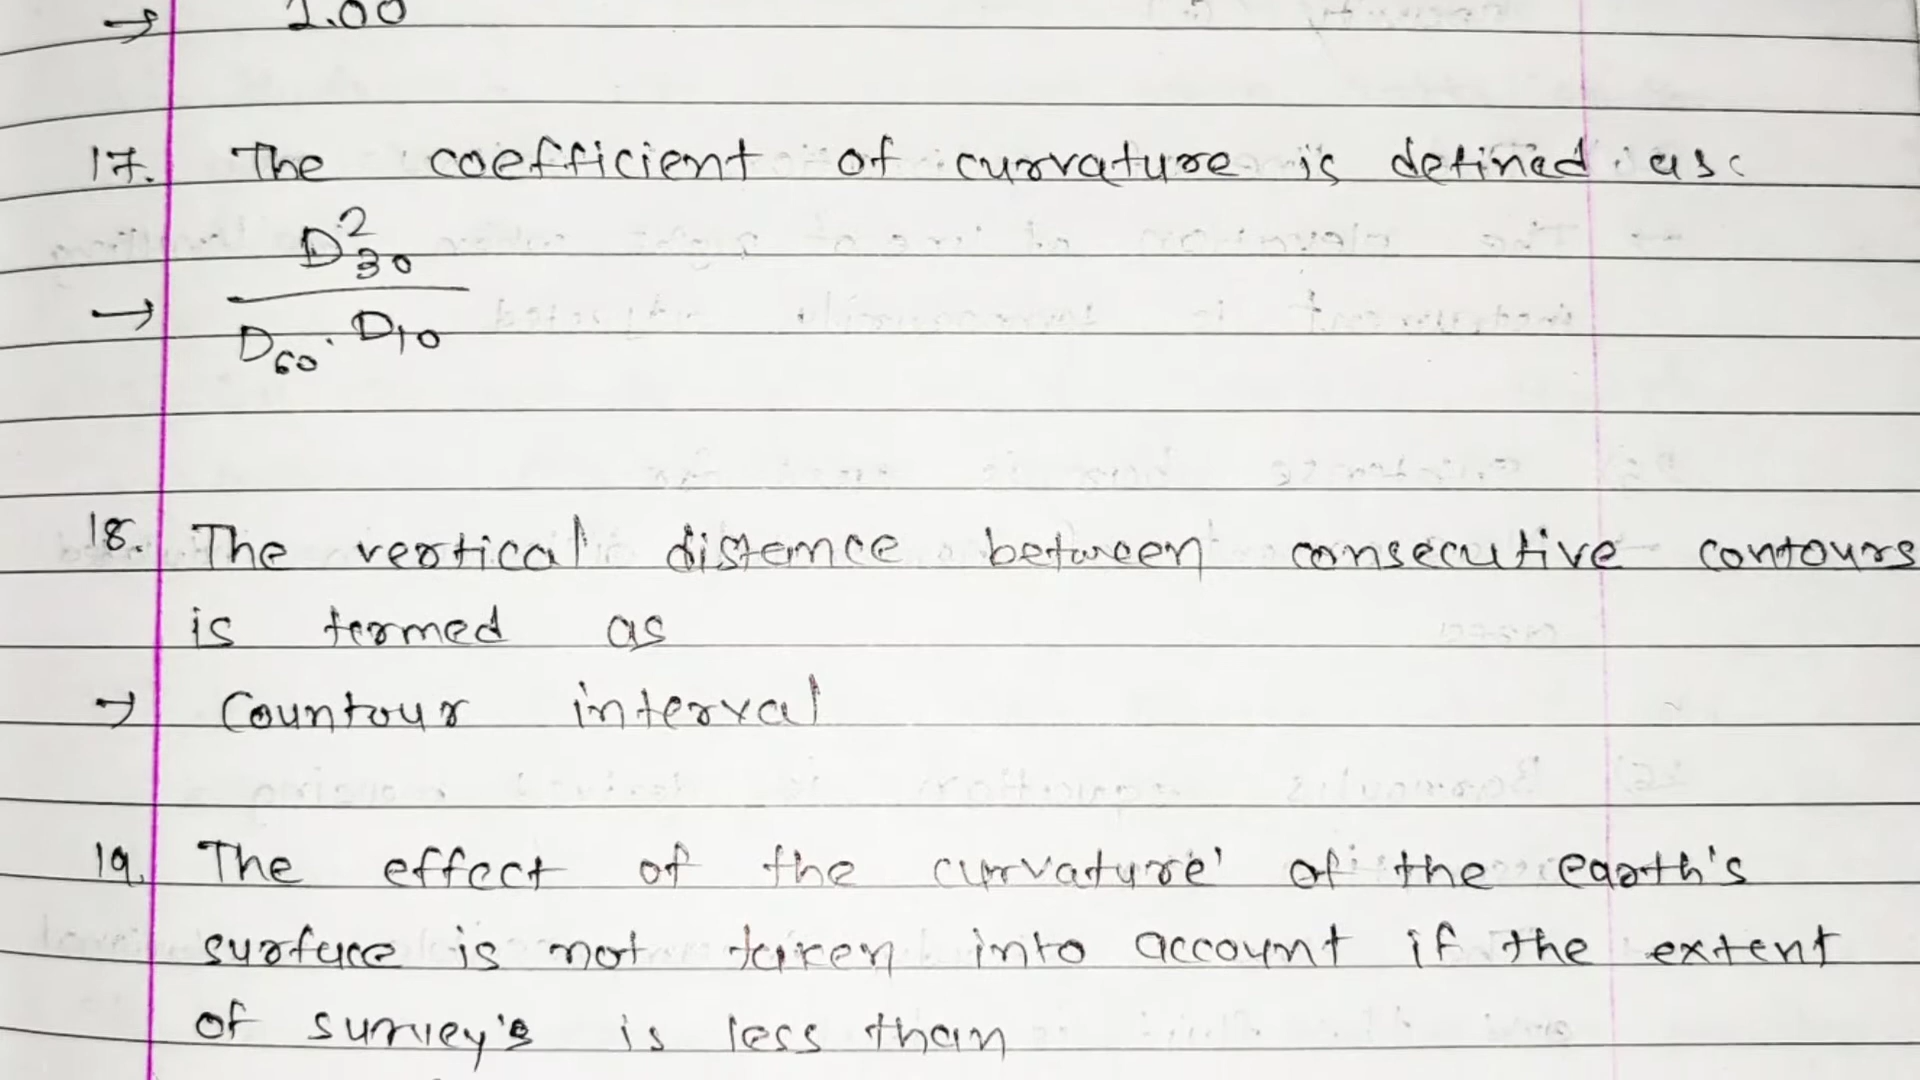 → 1.00
17. The coefficient of curvature is defined as
→ D²₃₀ / D₆₀ · D₁₀
18. The vertical distance between consecutive contours
is termed as
→ Countour interval
19. The effect of the curvature of the earth's
surface is not taken into account if the extent
of survey's is less than